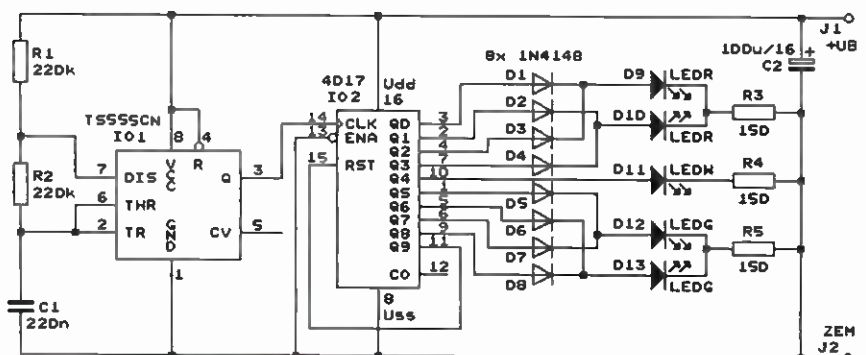 J1
+UB
R1
220k
TS555CN
IO1
8
4
VCC
R
7
DIS
Q
3
R2
220k
6
THR
2
TR
GND
CV
5
1
C1
220n
4017
IO2
Vdd
16
14
CLK
13
ENA
15
RST
Q0
3
Q1
2
Q2
4
Q3
7
Q4
10
Q5
1
Q6
5
Q7
6
Q8
9
Q9
11
CO
12
8
Uss
8x 1N4148
D1
D2
D3
D4
D5
D6
D7
D8
D9
LEDR
D10
LEDR
D11
LEDW
D12
LEDG
D13
LEDG
100u/16
+
C2
R3
150
R4
150
R5
150
ZEM
J2